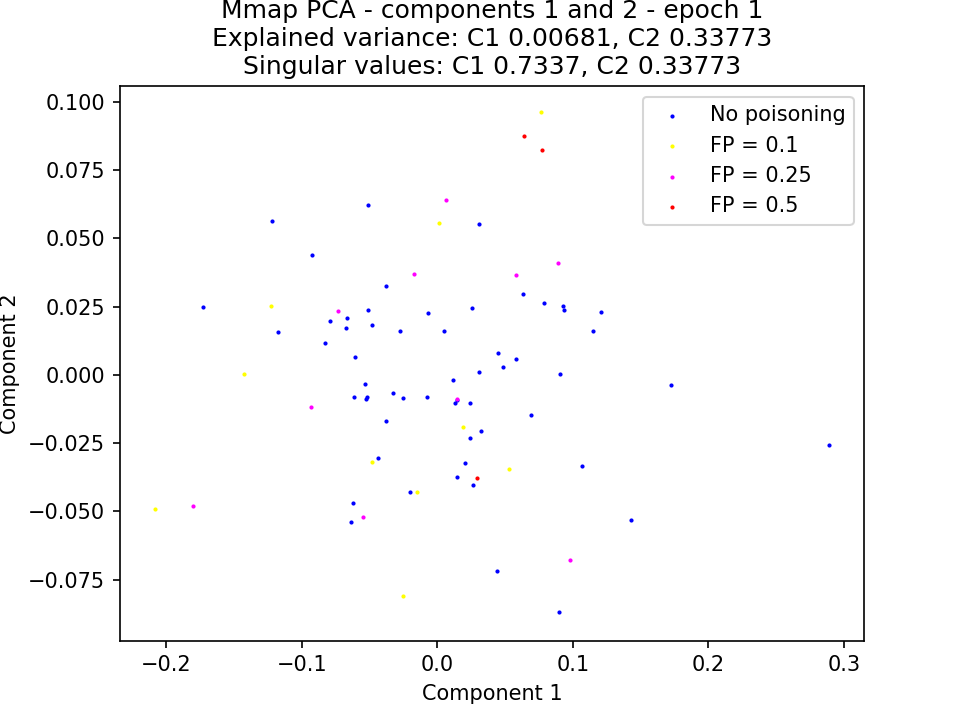 Mmap PCA - components 1 and 2 - epoch 1
Explained variance: C1 0.00681, C2 0.33773
Singular values: C1 0.7337, C2 0.33773
No poisoning
FP = 0.1
FP = 0.25
FP = 0.5
0.100
0.075
0.050
0.025
0.000
−0.025
−0.050
−0.075
Component 2
−0.2
−0.1
0.0
0.1
0.2
0.3
Component 1